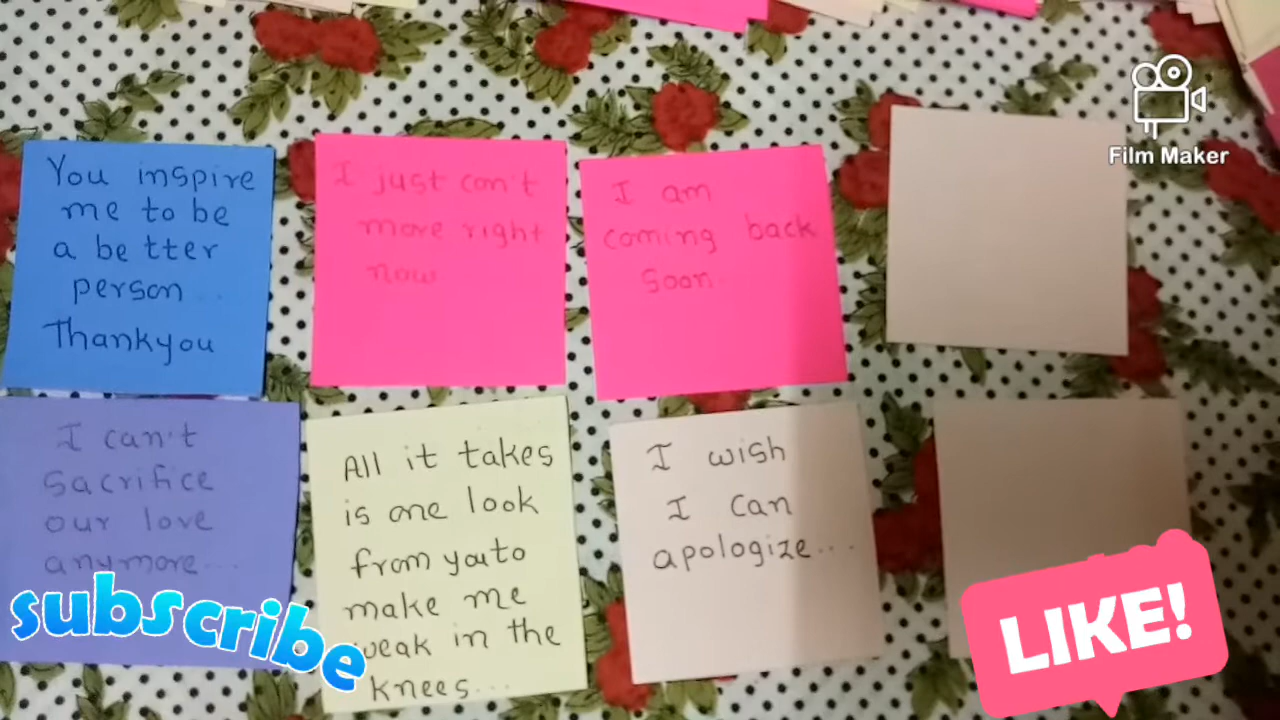 You inspire
me to be
a better
person..
Thankyou
I just can't
move right
now
I am
coming back
soon.
Film Maker
I can't
sacrifice
our love
anymore...
All it takes
is one look
from you to
make me
weak in the
knees...
I wish
I can
apologize....
subscribe
LIKE!